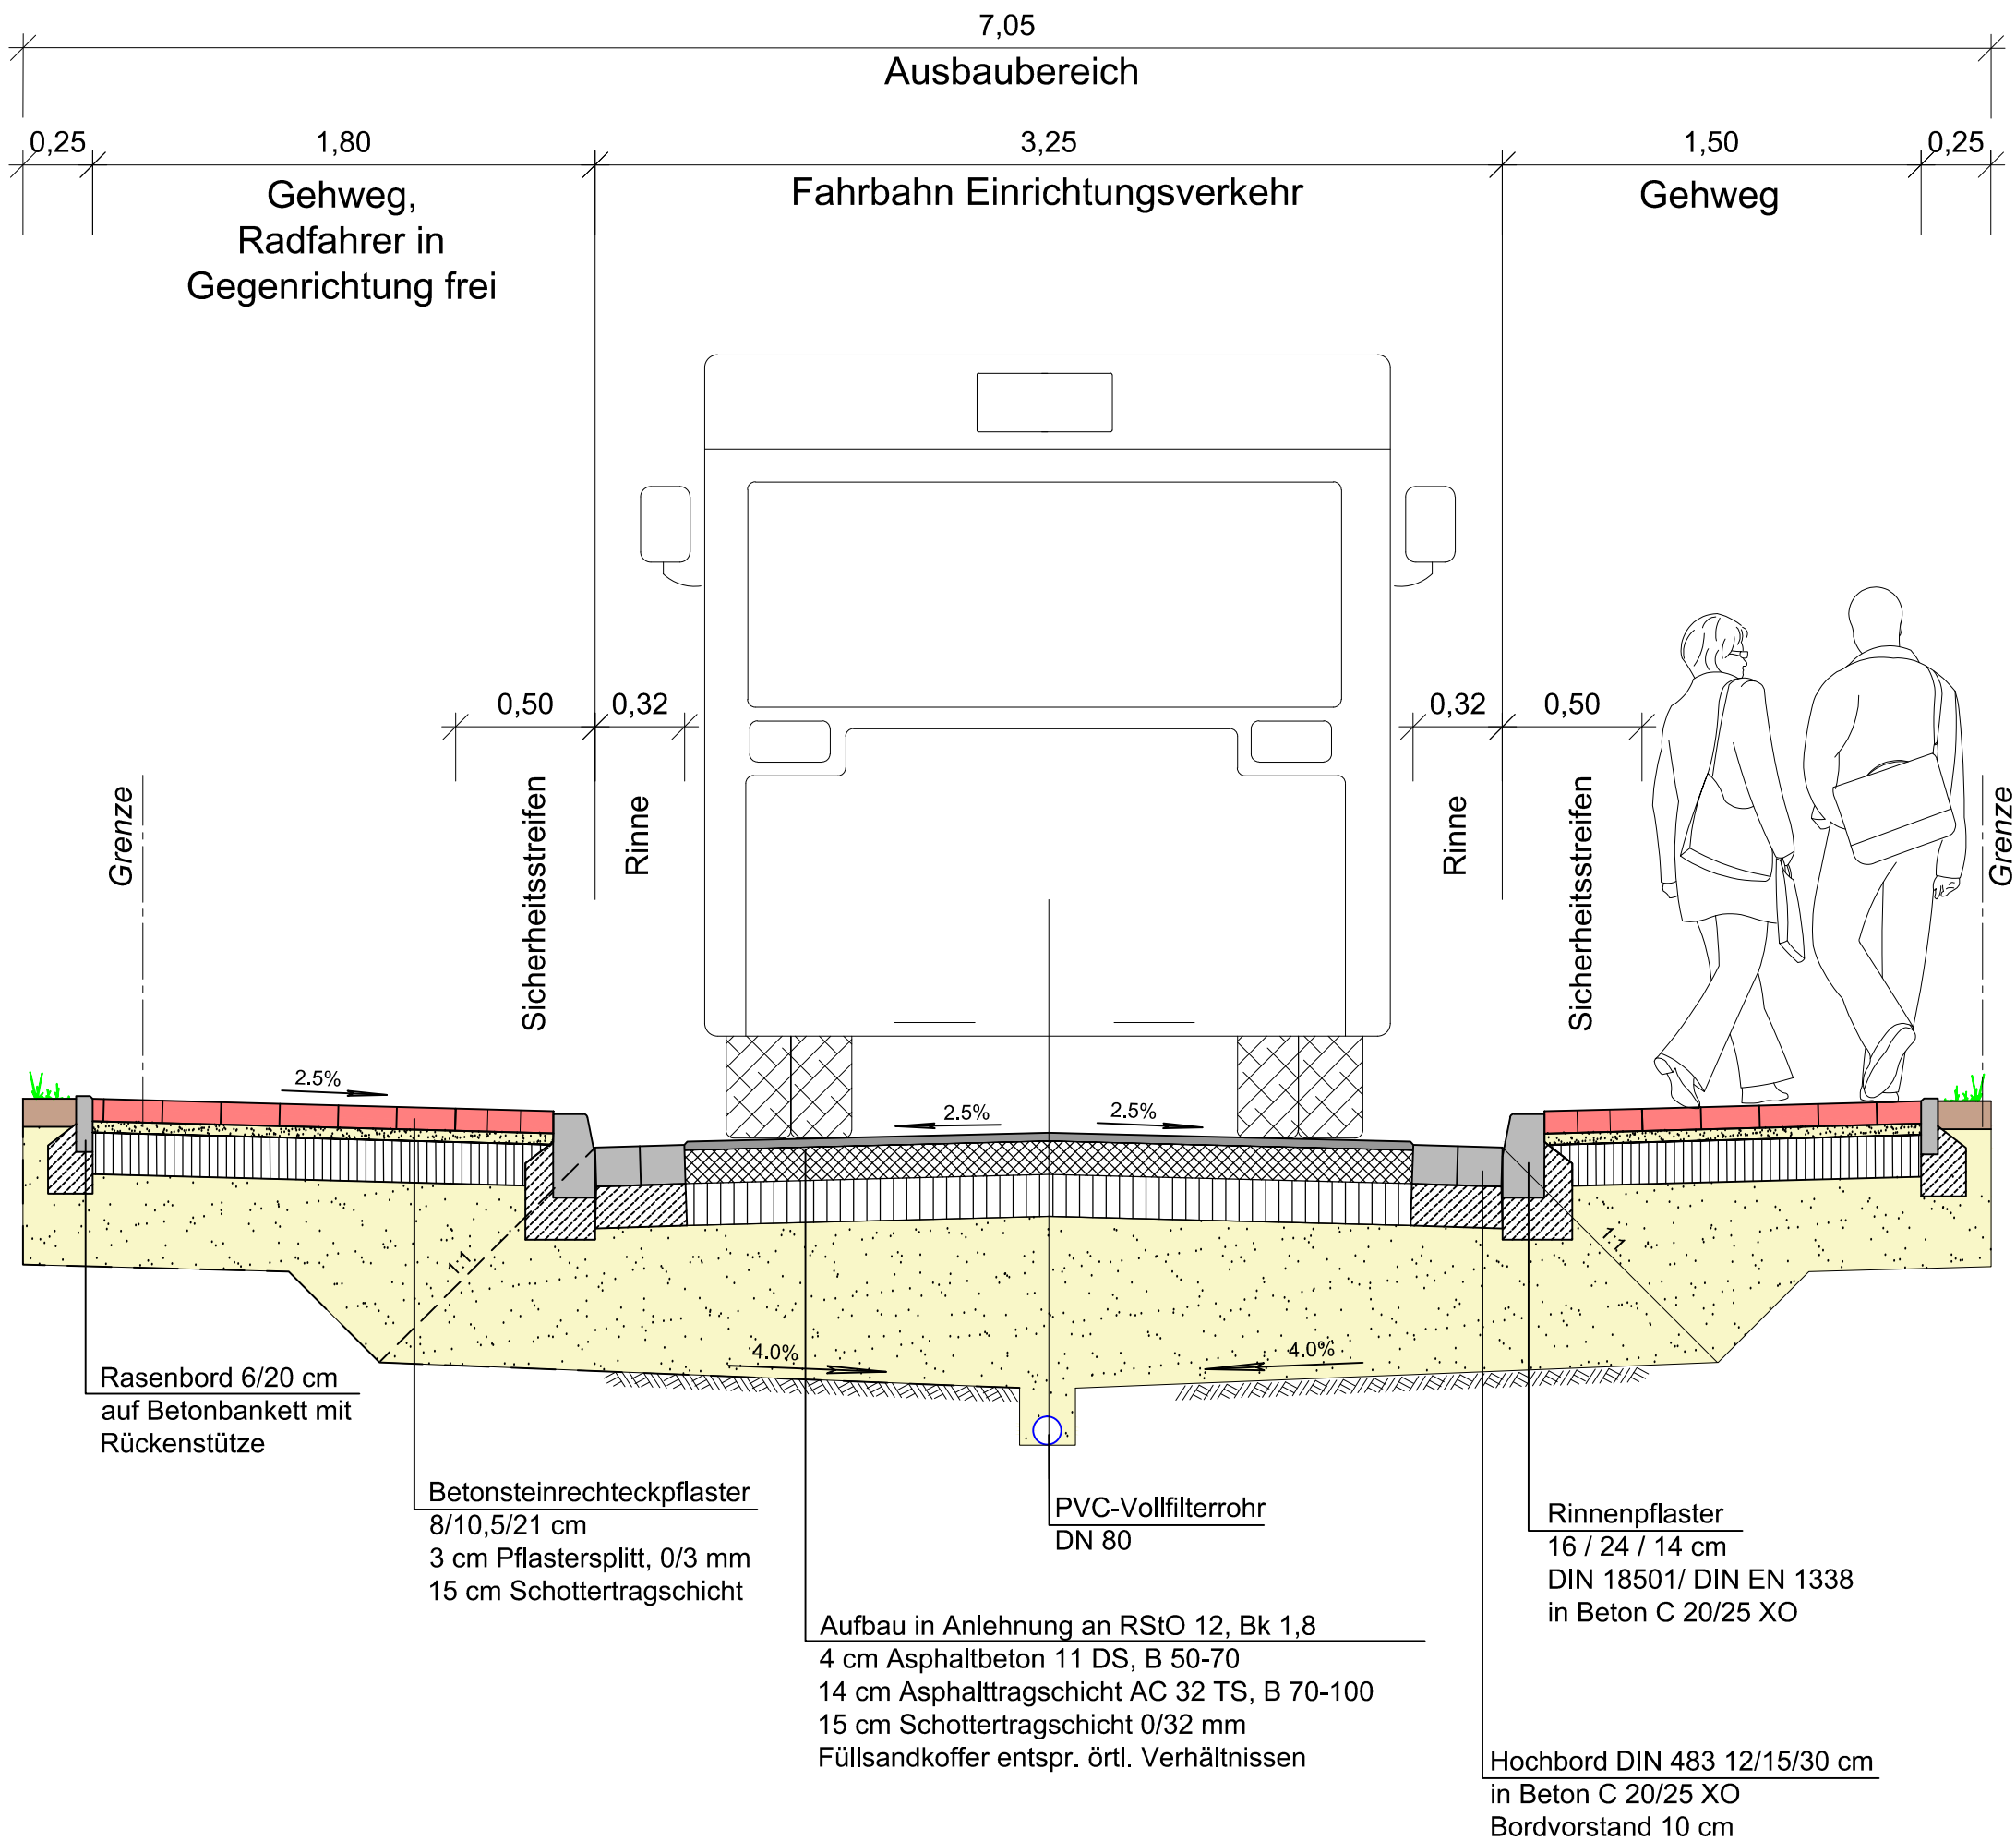 7,05
Ausbaubereich
0,25
1,80
3,25
1,50
0,25
Gehweg,
Radfahrer in
Gegenrichtung frei
Fahrbahn Einrichtungsverkehr
Gehweg
0,50
0,32
0,32
0,50
Grenze
Sicherheitsstreifen
Rinne
Rinne
Sicherheitsstreifen
Grenze
2.5%
2.5%
2.5%
1:1
1:1
4.0%
4.0%
Rasenbord 6/20 cm
auf Betonbankett mit
Rückenstütze
Betonsteinrechteckpflaster
8/10,5/21 cm
3 cm Pflastersplitt, 0/3 mm
15 cm Schottertragschicht
PVC-Vollfilterrohr
DN 80
Rinnenpflaster
16 / 24 / 14 cm
DIN 18501/ DIN EN 1338
in Beton C 20/25 XO
Aufbau in Anlehnung an RStO 12, Bk 1,8
4 cm Asphaltbeton 11 DS, B 50-70
14 cm Asphalttragschicht AC 32 TS, B 70-100
15 cm Schottertragschicht 0/32 mm
Füllsandkoffer entspr. örtl. Verhältnissen
Hochbord DIN 483 12/15/30 cm
in Beton C 20/25 XO
Bordvorstand 10 cm